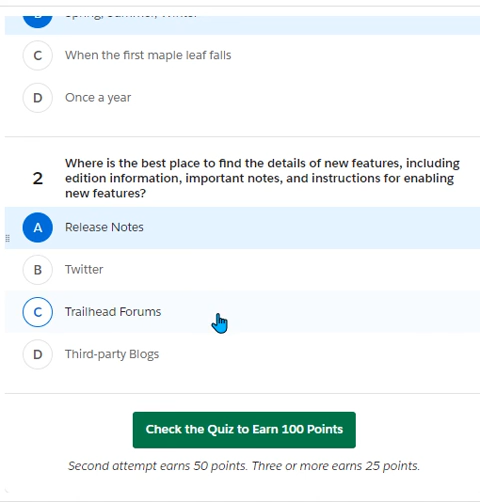 Spring, Summer, Winter
C When the first maple leaf falls
D Once a year
2 Where is the best place to find the details of new features, including
edition information, important notes, and instructions for enabling
new features?
A Release Notes
B Twitter
C Trailhead Forums
D Third-party Blogs
Check the Quiz to Earn 100 Points
Second attempt earns 50 points. Three or more earns 25 points.